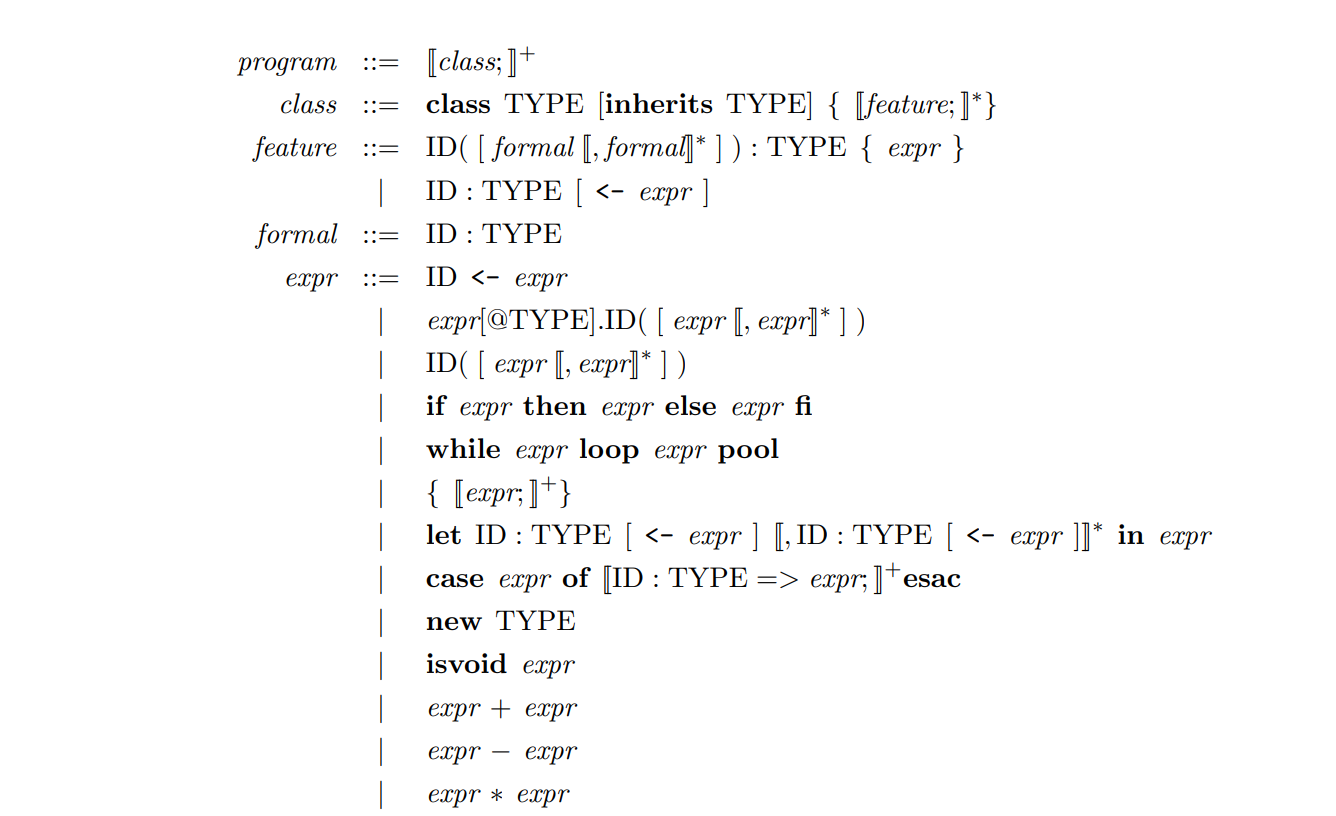 program ::= ⟦class;⟧+
class ::= class TYPE [inherits TYPE] { ⟦feature;⟧*}
feature ::= ID( [ formal ⟦, formal⟧* ] ) : TYPE { expr }
| ID : TYPE [ <- expr ]
formal ::= ID : TYPE
expr ::= ID <- expr
| expr[@TYPE].ID( [ expr ⟦, expr⟧* ] )
| ID( [ expr ⟦, expr⟧* ] )
| if expr then expr else expr fi
| while expr loop expr pool
| { ⟦expr;⟧+}
| let ID : TYPE [ <- expr ] ⟦, ID : TYPE [ <- expr ]⟧* in expr
| case expr of ⟦ID : TYPE => expr;⟧+esac
| new TYPE
| isvoid expr
| expr + expr
| expr − expr
| expr ∗ expr